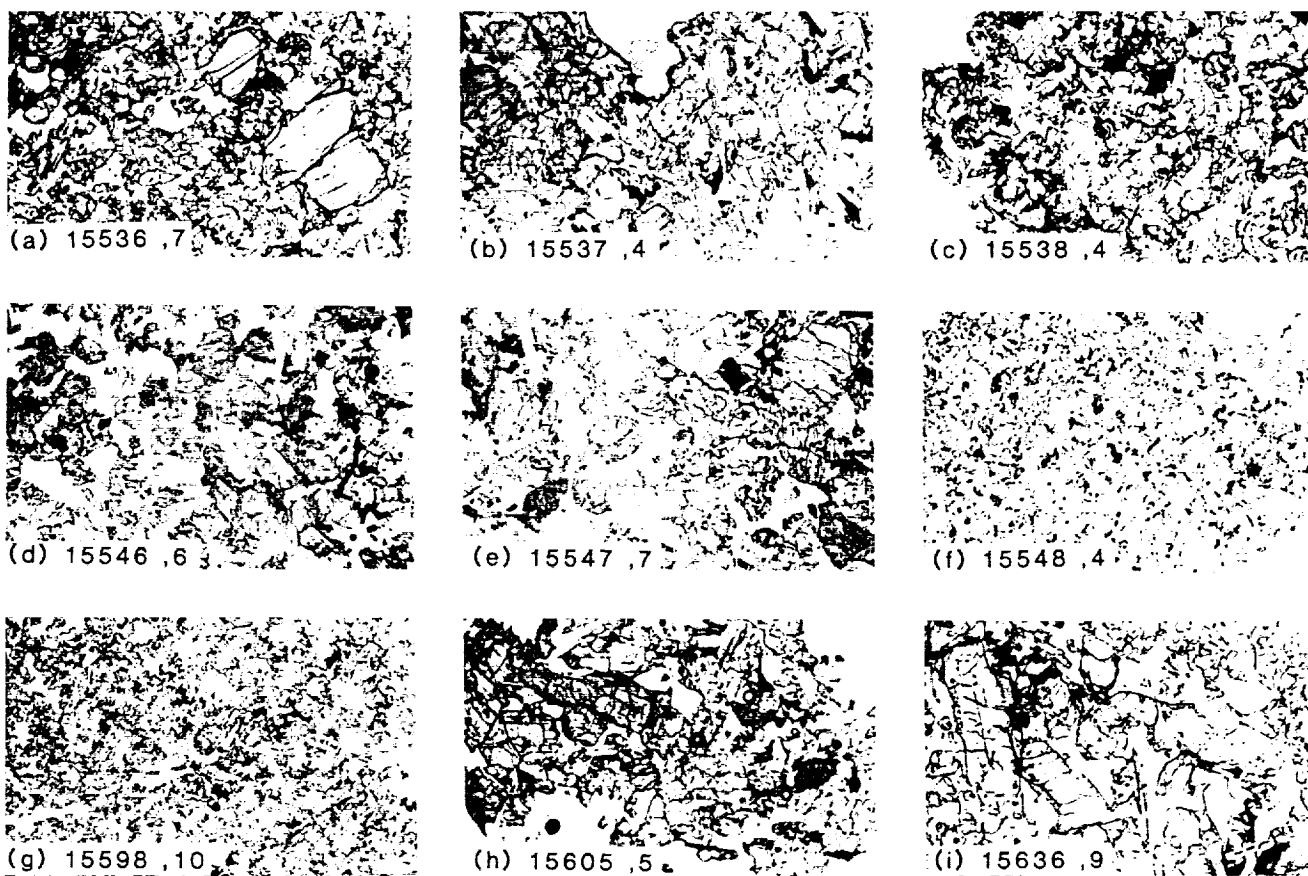 (a) 15536 ,7
(b) 15537 ,4
(c) 15538 ,4
(d) 15546 ,6
(e) 15547 ,7
(f) 15548 ,4
(g) 15598 ,10
(h) 15605 ,5
(i) 15636 ,9